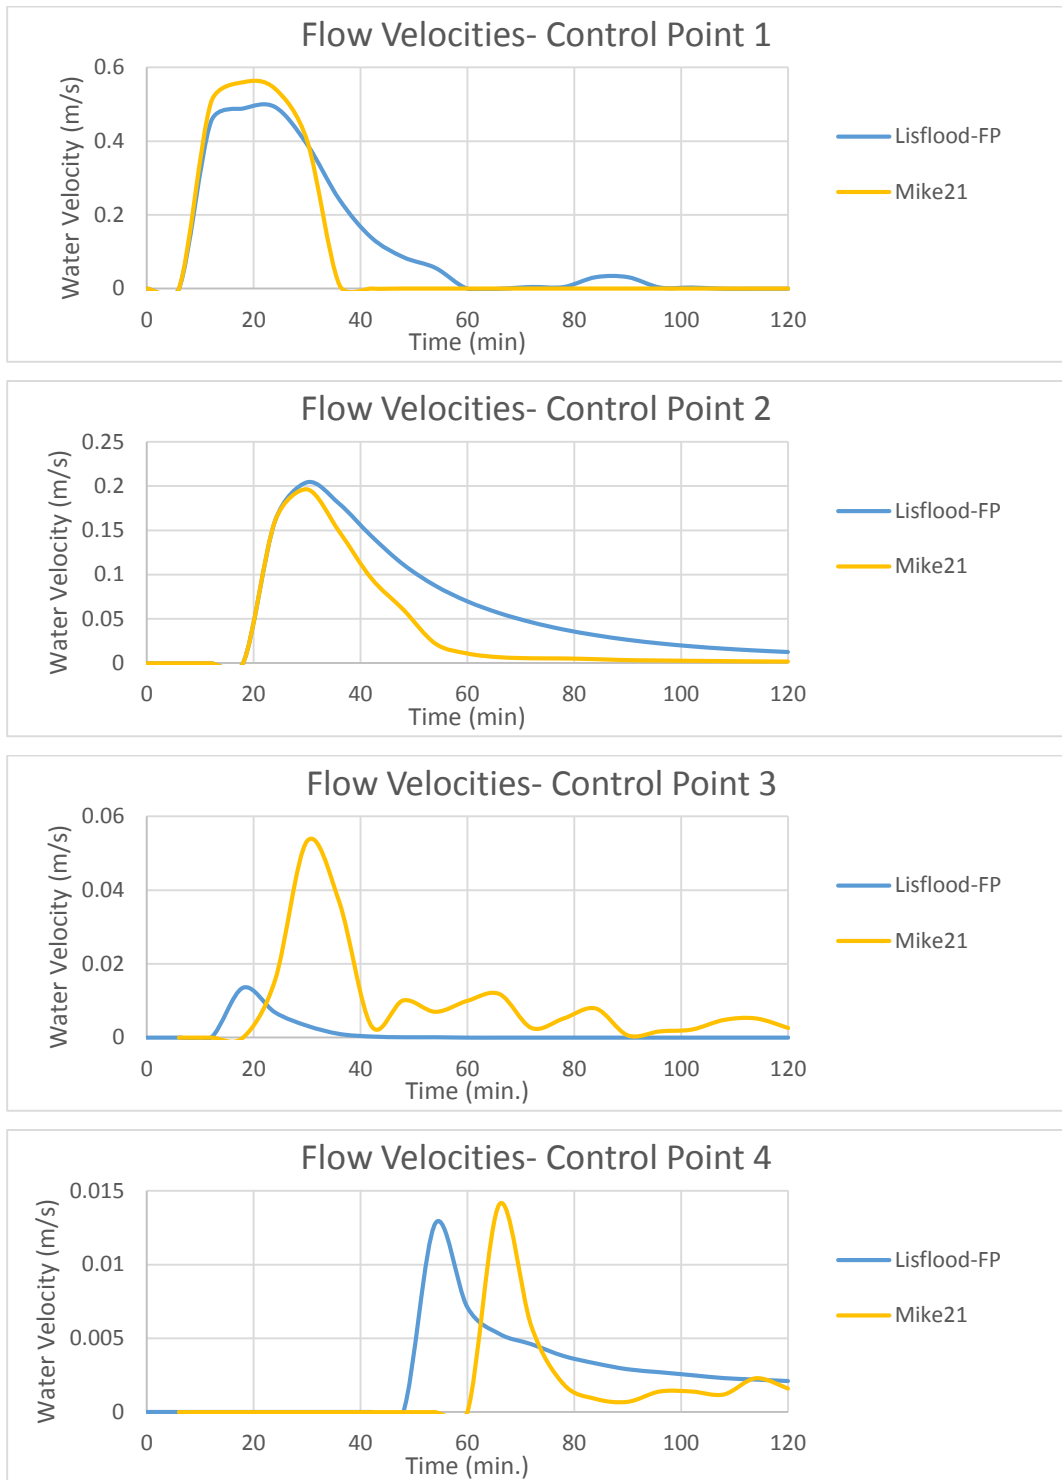 Flow Velocities- Control Point 1
Water Velocity (m/s)
0.6
0.4
0.2
0
0 20 40 60 80 100 120
Time (min)
Lisflood-FP
Mike21
Flow Velocities- Control Point 2
Water Velocity (m/s)
0.25
0.2
0.15
0.1
0.05
0
0 20 40 60 80 100 120
Time (min)
Lisflood-FP
Mike21
Flow Velocities- Control Point 3
Water Velocity (m/s)
0.06
0.04
0.02
0
0 20 40 60 80 100 120
Time (min.)
Lisflood-FP
Mike21
Flow Velocities- Control Point 4
Water Velocity (m/s)
0.015
0.01
0.005
0
0 20 40 60 80 100 120
Time (min.)
Lisflood-FP
Mike21